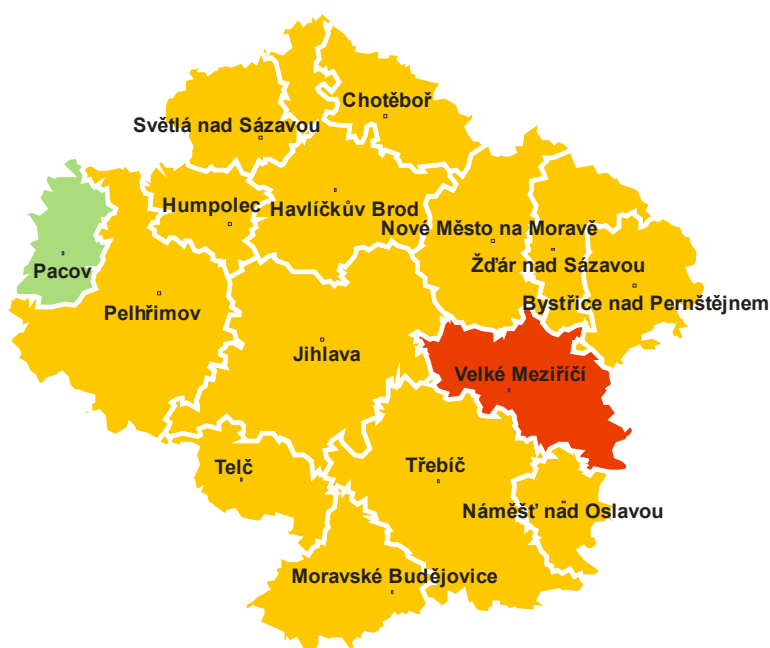 Chotěboř
Světlá nad Sázavou
Humpolec
Havlíčkův Brod
Nové Město na Moravě
Pacov
Žďár nad Sázavou
Pelhřimov
Bystřice nad Pernštějnem
Jihlava
Velké Meziříčí
Telč
Třebíč
Náměšť nad Oslavou
Moravské Budějovice